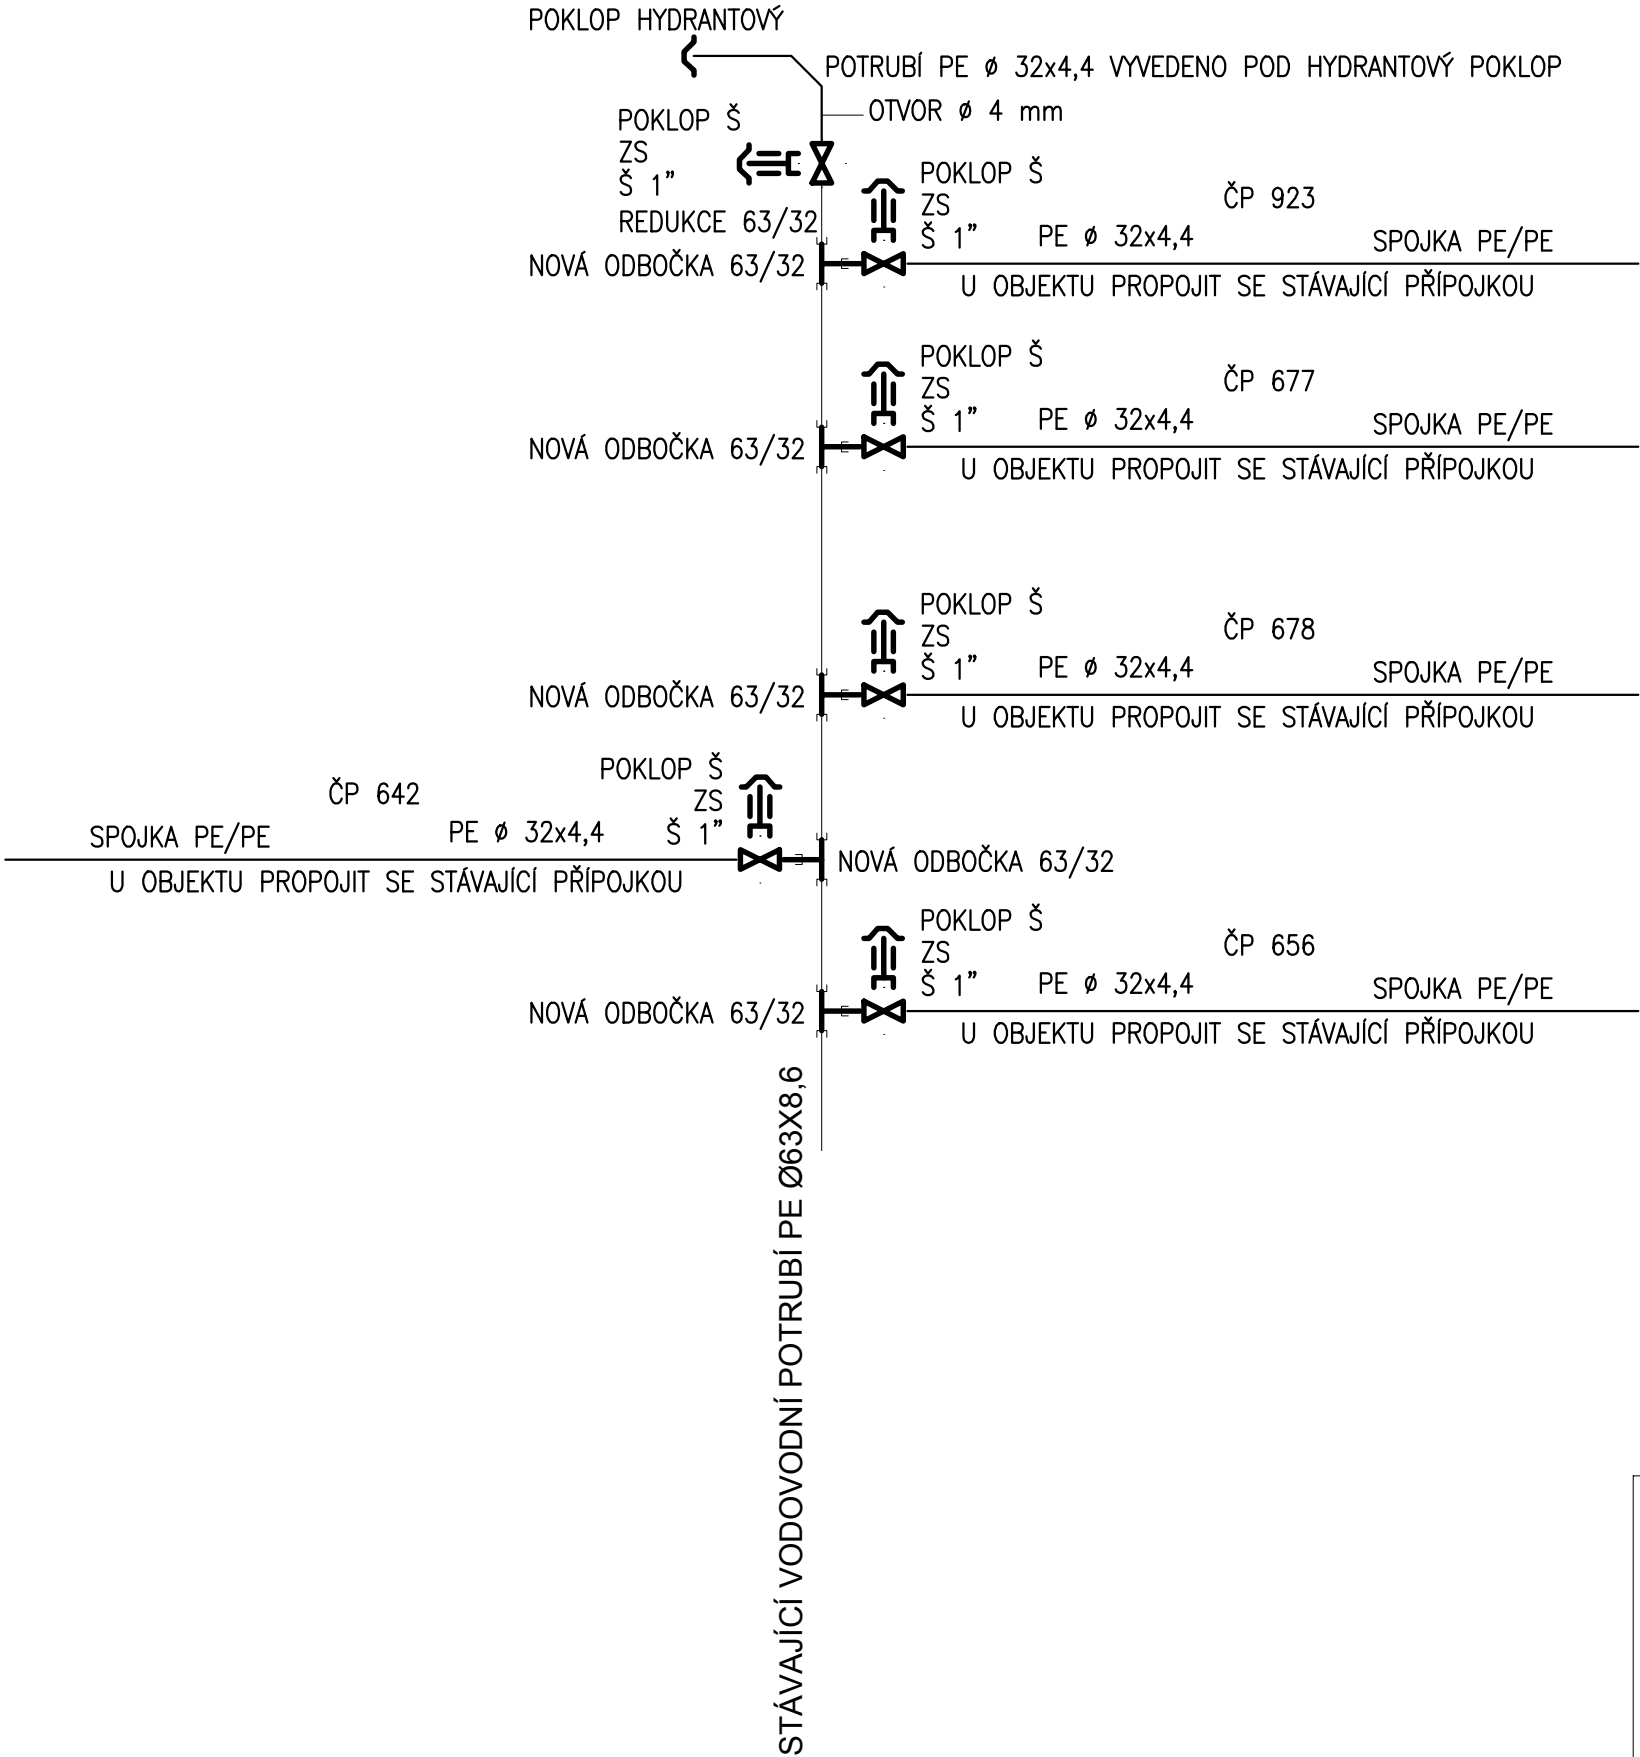 POKLOP HYDRANTOVÝ
POTRUBÍ PE ø 32x4,4 VYVEDENO POD HYDRANTOVÝ POKLOP
OTVOR ø 4 mm
POKLOP Š
ZS
Š 1”
REDUKCE 63/32
POKLOP Š
ZS
Š 1”
ČP 923
PE ø 32x4,4
SPOJKA PE/PE
NOVÁ ODBOČKA 63/32
U OBJEKTU PROPOJIT SE STÁVAJÍCÍ PŘÍPOJKOU
POKLOP Š
ZS
Š 1”
ČP 677
PE ø 32x4,4
SPOJKA PE/PE
NOVÁ ODBOČKA 63/32
U OBJEKTU PROPOJIT SE STÁVAJÍCÍ PŘÍPOJKOU
POKLOP Š
ZS
Š 1”
ČP 678
PE ø 32x4,4
SPOJKA PE/PE
NOVÁ ODBOČKA 63/32
U OBJEKTU PROPOJIT SE STÁVAJÍCÍ PŘÍPOJKOU
POKLOP Š
ZS
Š 1”
ČP 642
SPOJKA PE/PE
PE ø 32x4,4
NOVÁ ODBOČKA 63/32
U OBJEKTU PROPOJIT SE STÁVAJÍCÍ PŘÍPOJKOU
POKLOP Š
ZS
Š 1”
ČP 656
PE ø 32x4,4
SPOJKA PE/PE
NOVÁ ODBOČKA 63/32
U OBJEKTU PROPOJIT SE STÁVAJÍCÍ PŘÍPOJKOU
STÁVAJÍCÍ VODOVODNÍ POTRUBÍ PE Ø63X8,6